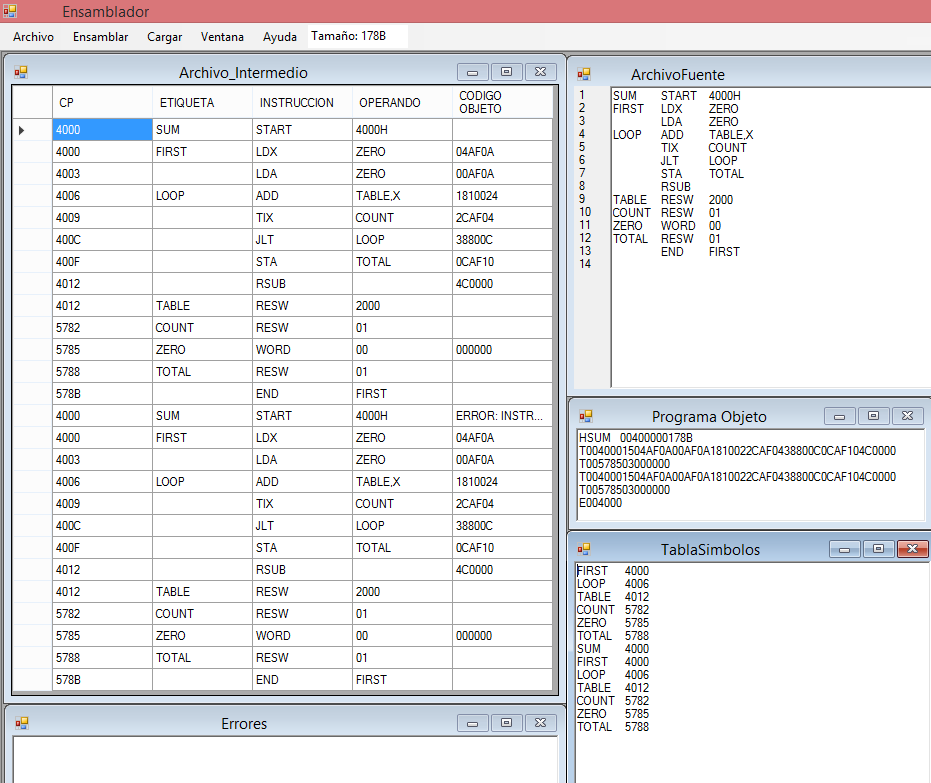 Ensamblador
Archivo Ensamblar Cargar Ventana Ayuda Tamaño: 178B
Archivo_Intermedio
CP ETIQUETA INSTRUCCION OPERANDO CODIGO OBJETO
4000 SUM START 4000H
4000 FIRST LDX ZERO 04AF0A
4003 LDA ZERO 00AF0A
4006 LOOP ADD TABLE,X 1810024
4009 TIX COUNT 2CAF04
400C JLT LOOP 38800C
400F STA TOTAL 0CAF10
4012 RSUB 4C0000
4012 TABLE RESW 2000
5782 COUNT RESW 01
5785 ZERO WORD 00 000000
5788 TOTAL RESW 01
578B END FIRST
4000 SUM START 4000H ERROR: INSTR...
4000 FIRST LDX ZERO 04AF0A
4003 LDA ZERO 00AF0A
4006 LOOP ADD TABLE,X 1810024
4009 TIX COUNT 2CAF04
400C JLT LOOP 38800C
400F STA TOTAL 0CAF10
4012 RSUB 4C0000
4012 TABLE RESW 2000
5782 COUNT RESW 01
5785 ZERO WORD 00 000000
5788 TOTAL RESW 01
578B END FIRST
Errores
ArchivoFuente
1 SUM START 4000H
2 FIRST LDX ZERO
3 LDA ZERO
4 LOOP ADD TABLE,X
5 TIX COUNT
6 JLT LOOP
7 STA TOTAL
8 RSUB
9 TABLE RESW 2000
10 COUNT RESW 01
11 ZERO WORD 00
12 TOTAL RESW 01
13 END FIRST
14
Programa Objeto
HSUM 00400000178B
T0040001504AF0A00AF0A1810022CAF0438800C0CAF104C0000
T00578503000000
T0040001504AF0A00AF0A1810022CAF0438800C0CAF104C0000
T00578503000000
E004000
TablaSimbolos
FIRST 4000
LOOP 4006
TABLE 4012
COUNT 5782
ZERO 5785
TOTAL 5788
SUM 4000
FIRST 4000
LOOP 4006
TABLE 4012
COUNT 5782
ZERO 5785
TOTAL 5788